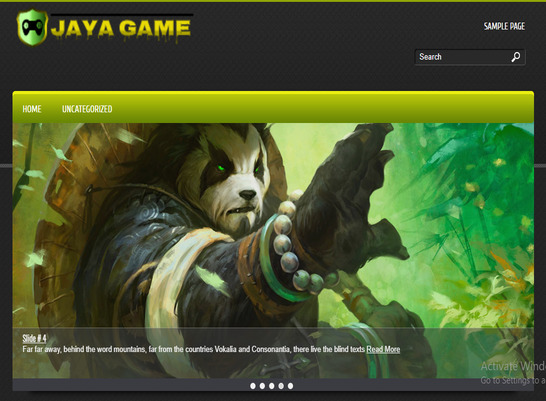 JAYA GAME
SAMPLE PAGE
Search
HOME UNCATEGORIZED
Slide # 4
Far far away, behind the word mountains, far from the countries Vokalia and Consonantia, there live the blind texts Read More
Activate Windo
Go to Settings to a